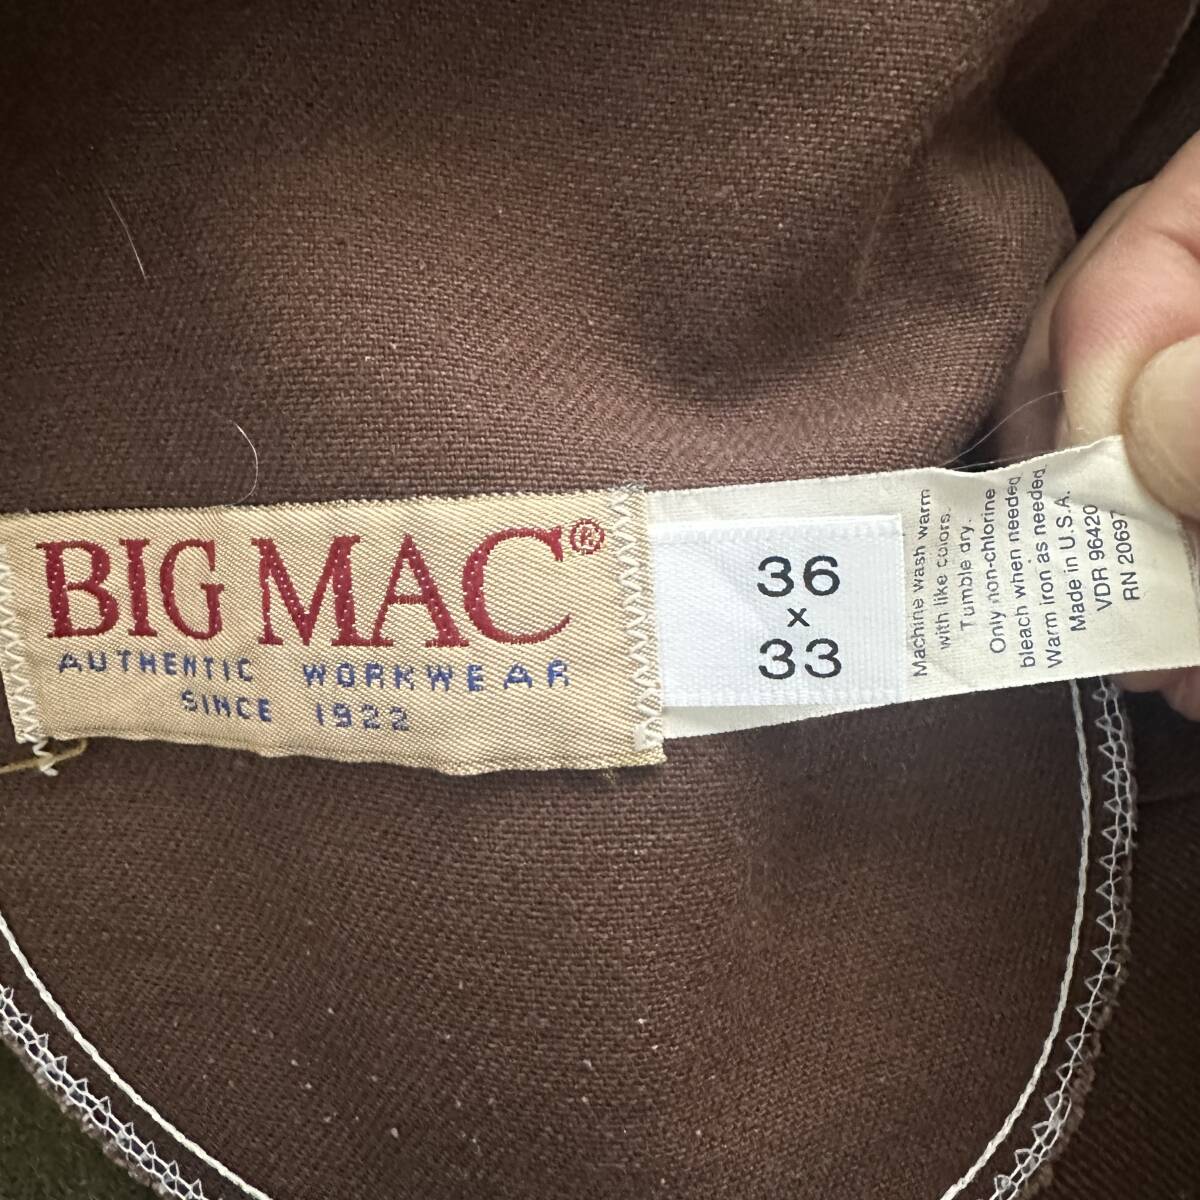 BIG MAC®
AUTHENTIC WORKWEAR
SINCE 1922
36
x
33
Machine wash warm
with like colors.
Tumble dry.
Only non-chlorine
bleach when needed.
Warm iron as needed.
Made in U.S.A.
VDR 96420
RN 20697